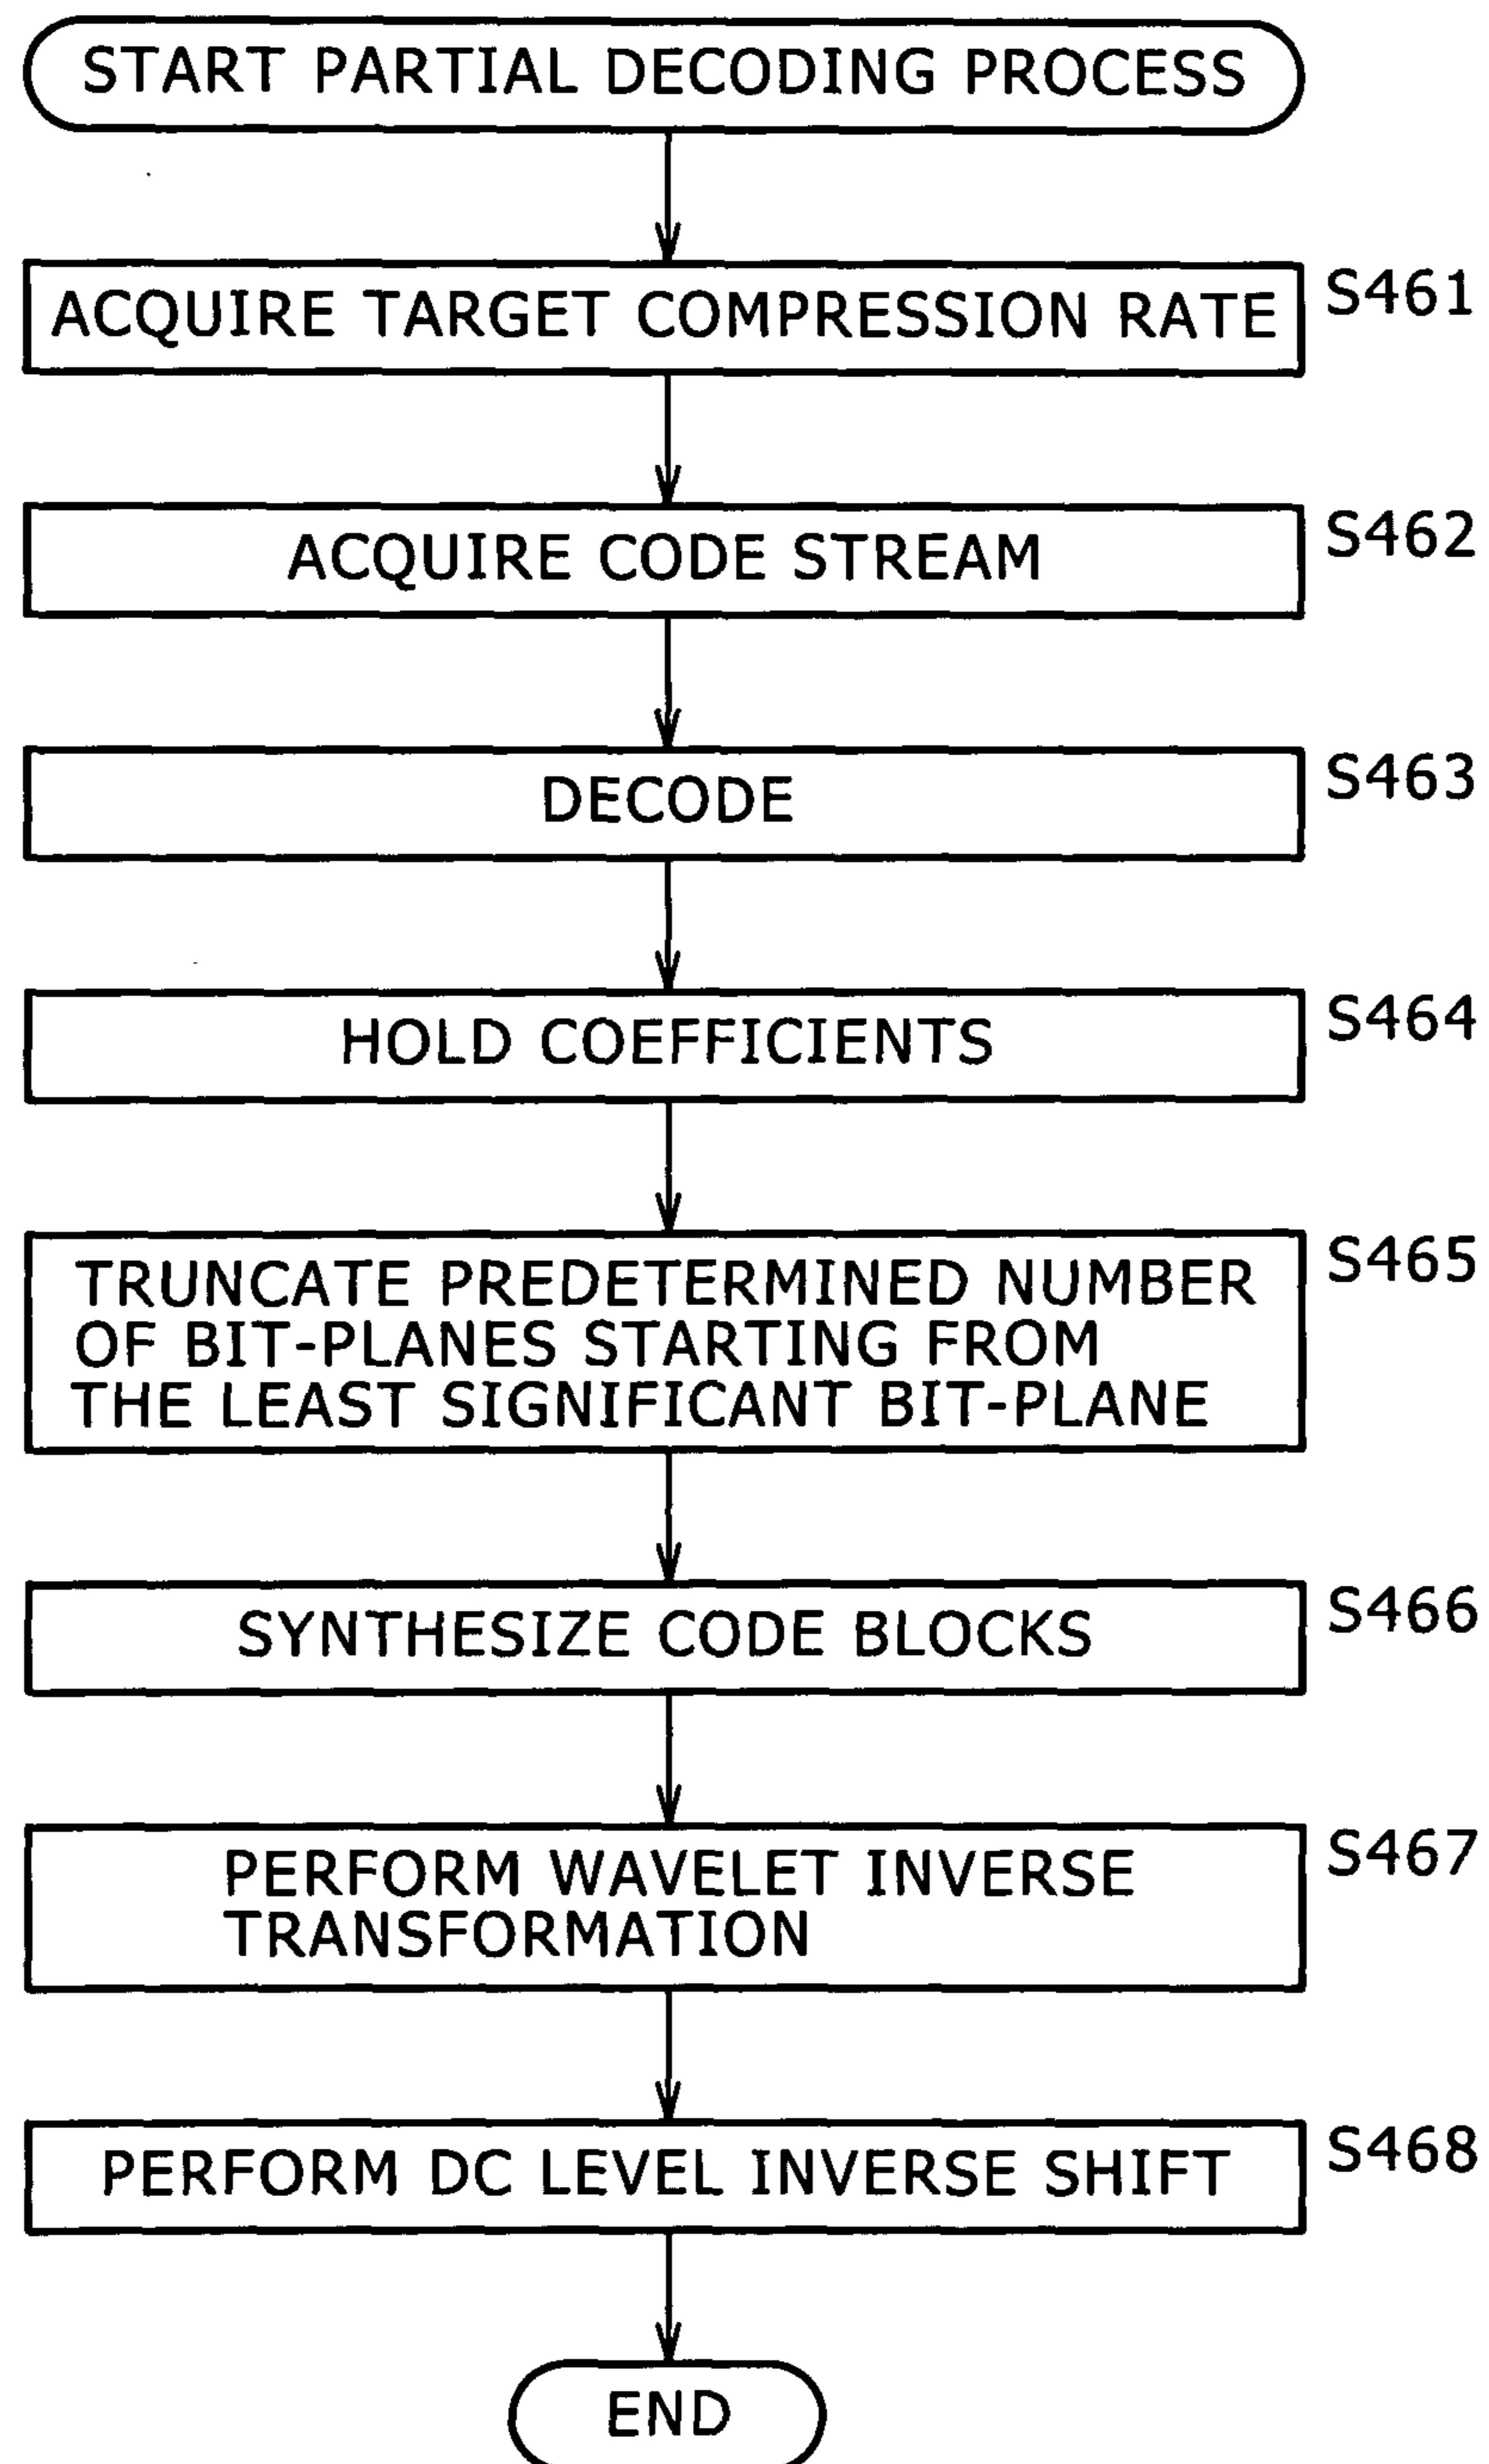 START PARTIAL DECODING PROCESS
ACQUIRE TARGET COMPRESSION RATE
S461
ACQUIRE CODE STREAM
S462
DECODE
S463
HOLD COEFFICIENTS
S464
TRUNCATE PREDETERMINED NUMBER
OF BIT-PLANES STARTING FROM
THE LEAST SIGNIFICANT BIT-PLANE
S465
SYNTHESIZE CODE BLOCKS
S466
PERFORM WAVELET INVERSE
TRANSFORMATION
S467
PERFORM DC LEVEL INVERSE SHIFT
S468
END